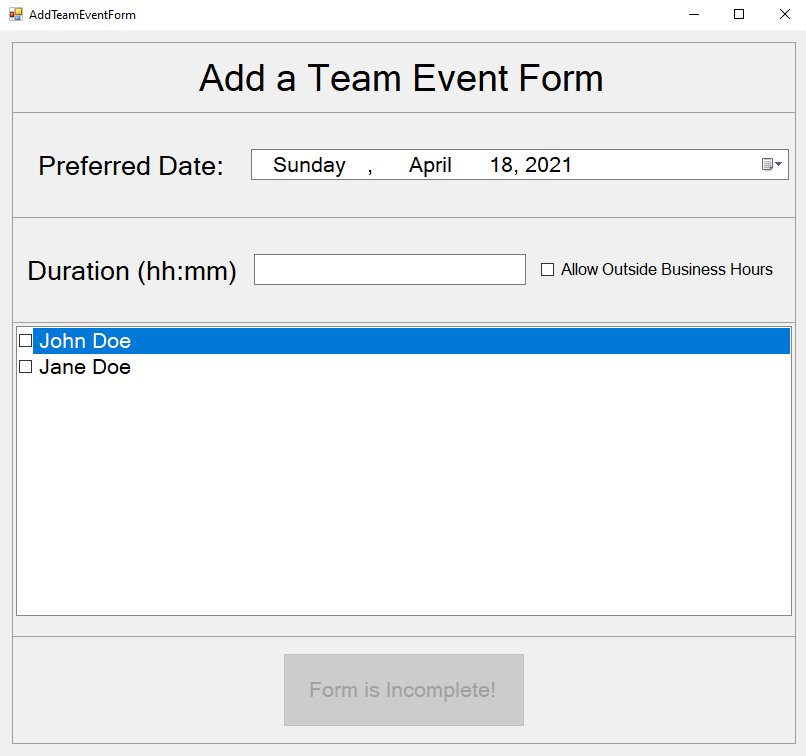 AddTeamEventForm
Add a Team Event Form
Preferred Date: Sunday , April 18, 2021
Duration (hh:mm) Allow Outside Business Hours
John Doe
Jane Doe
Form is Incomplete!